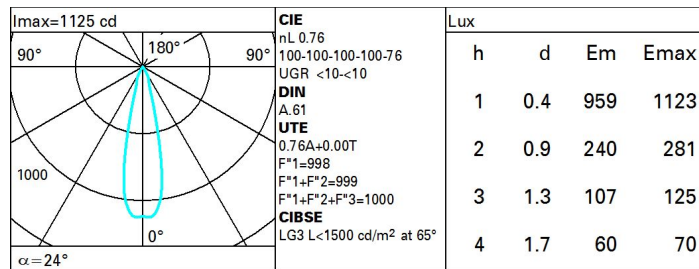 Imax=1125 cd
90° 180° 90°
1000
0°
α=24°
CIE
nL 0.76
100-100-100-100-76
UGR <10-<10
DIN
A.61
UTE
0.76A+0.00T
F"1=998
F"1+F"2=999
F"1+F"2+F"3=1000
CIBSE
LG3 L<1500 cd/m² at 65°
Lux
h d Em Emax
1 0.4 959 1123
2 0.9 240 281
3 1.3 107 125
4 1.7 60 70